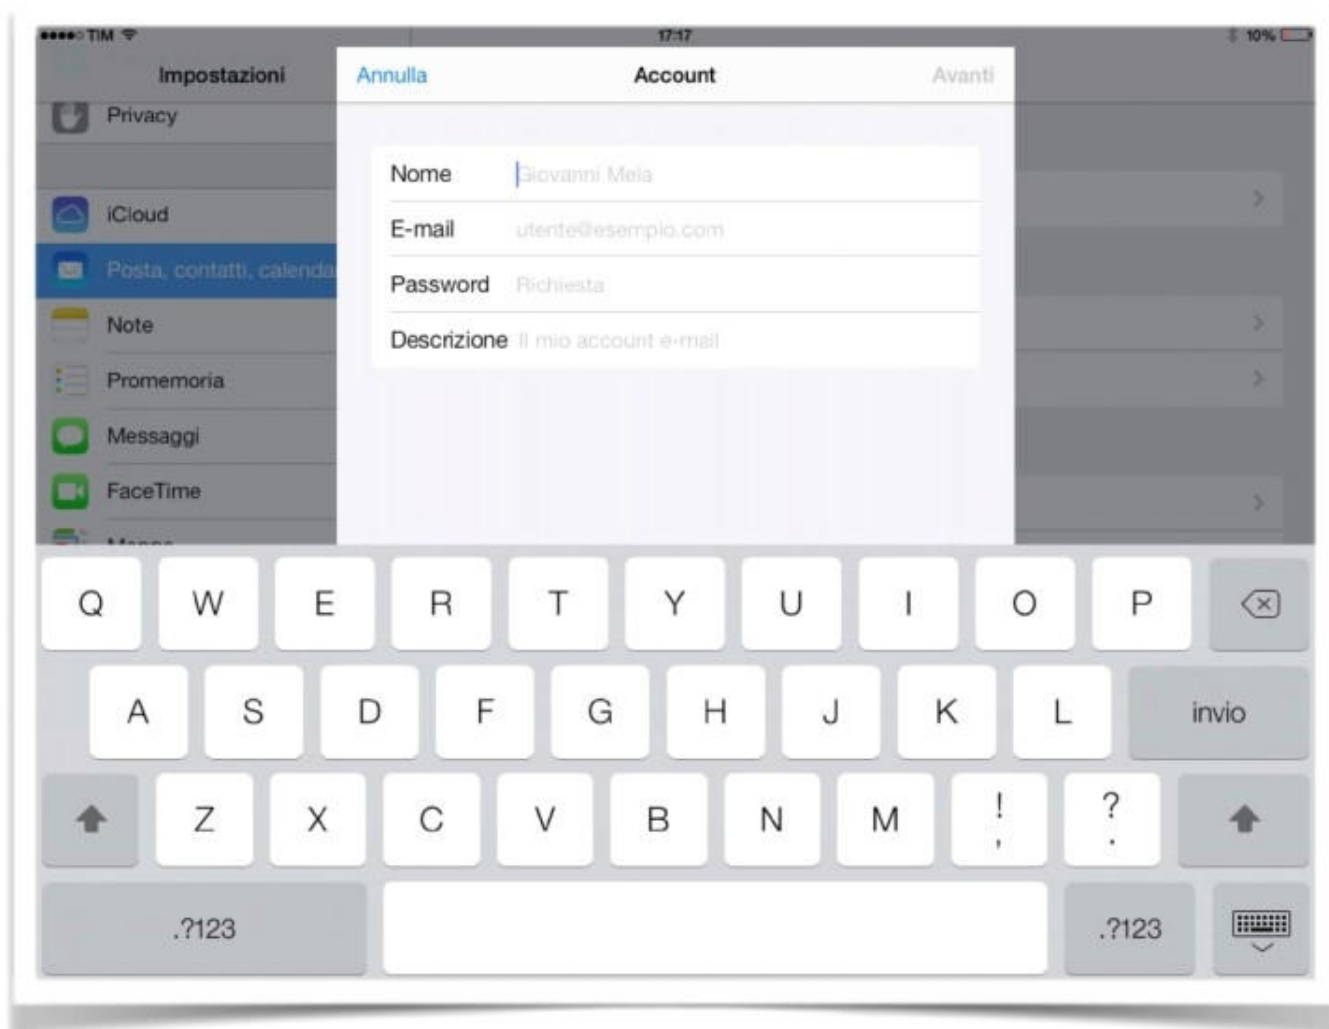 TIM 17:17 10%
Impostazioni
Annulla Account Avanti
Privacy
Nome Giovanni Mela
iCloud
E-mail utente@esempio.com
Posta, contatti, calenda
Password Richiesta
Note
Descrizione Il mio account e-mail
Promemoria
Messaggi
FaceTime
Q W E R T Y U I O P
A S D F G H J K L invio
Z X C V B N M ! , ? .
.?123 .?123